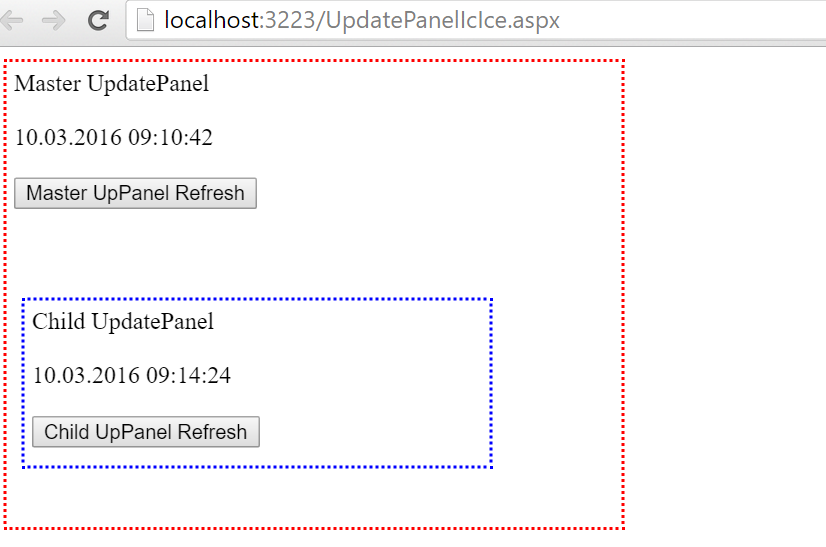 localhost:3223/UpdatePanelIcIce.aspx
Master UpdatePanel
10.03.2016 09:10:42
Master UpPanel Refresh
Child UpdatePanel
10.03.2016 09:14:24
Child UpPanel Refresh